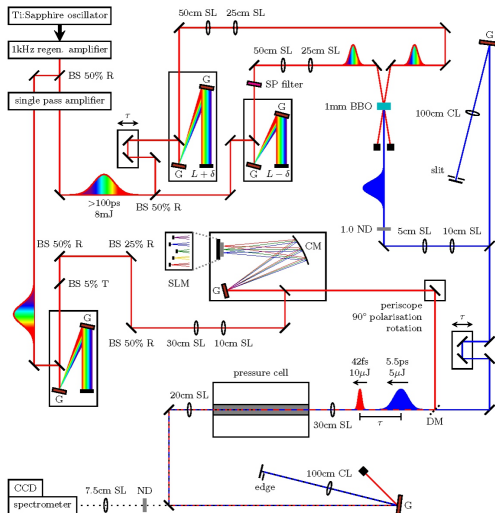 Ti:Sapphire oscillator
1kHz regen. amplifier
BS 50% R
single pass amplifier
>100ps
8mJ
BS 50% R
τ
50cm SL
25cm SL
G
G
L + δ
50cm SL
25cm SL
SP filter
G
G
L − δ
1mm BBO
1.0 ND
5cm SL
10cm SL
G
100cm CL
slit
BS 50% R
BS 25% R
BS 5% T
G
G
BS 50% R
30cm SL
10cm SL
SLM
CM
G
periscope
90° polarisation
rotation
τ
pressure cell
20cm SL
30cm SL
42fs
10μJ
5.5ps
5μJ
τ
DM
100cm CL
edge
G
CCD
spectrometer
7.5cm SL
ND